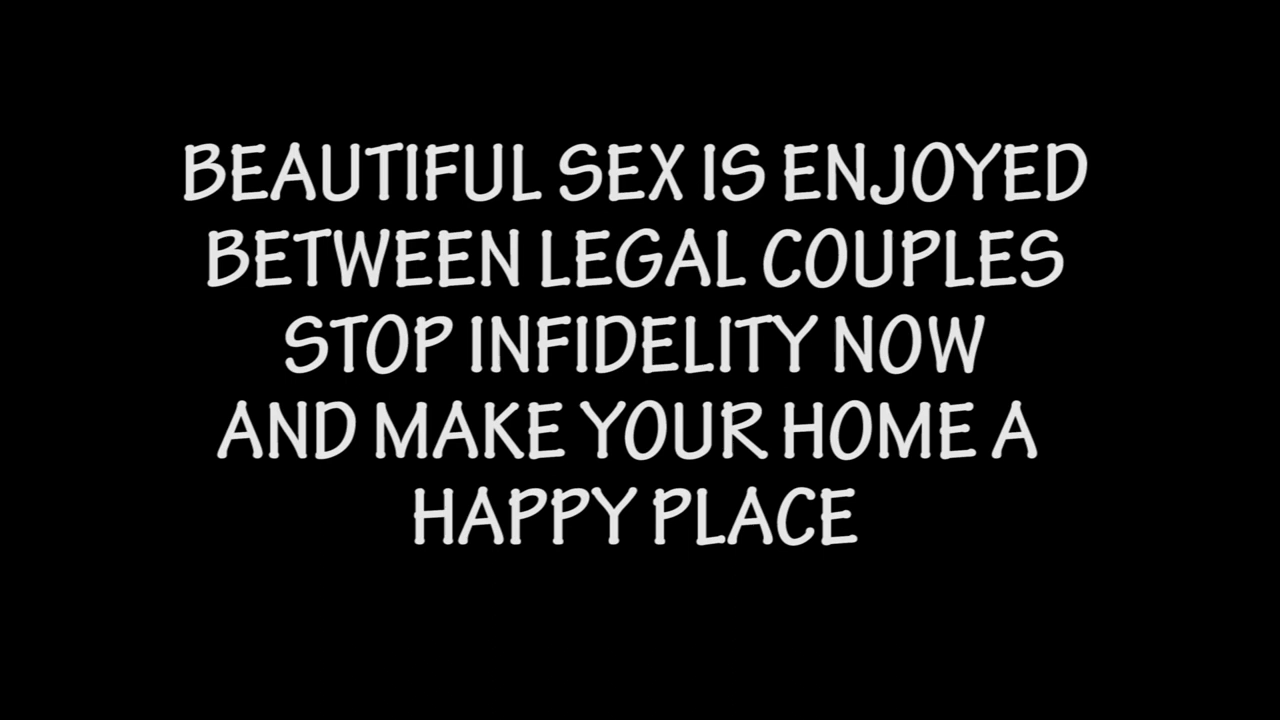 BEAUTIFUL SEX IS ENJOYED
BETWEEN LEGAL COUPLES
STOP INFIDELITY NOW
AND MAKE YOUR HOME A
HAPPY PLACE